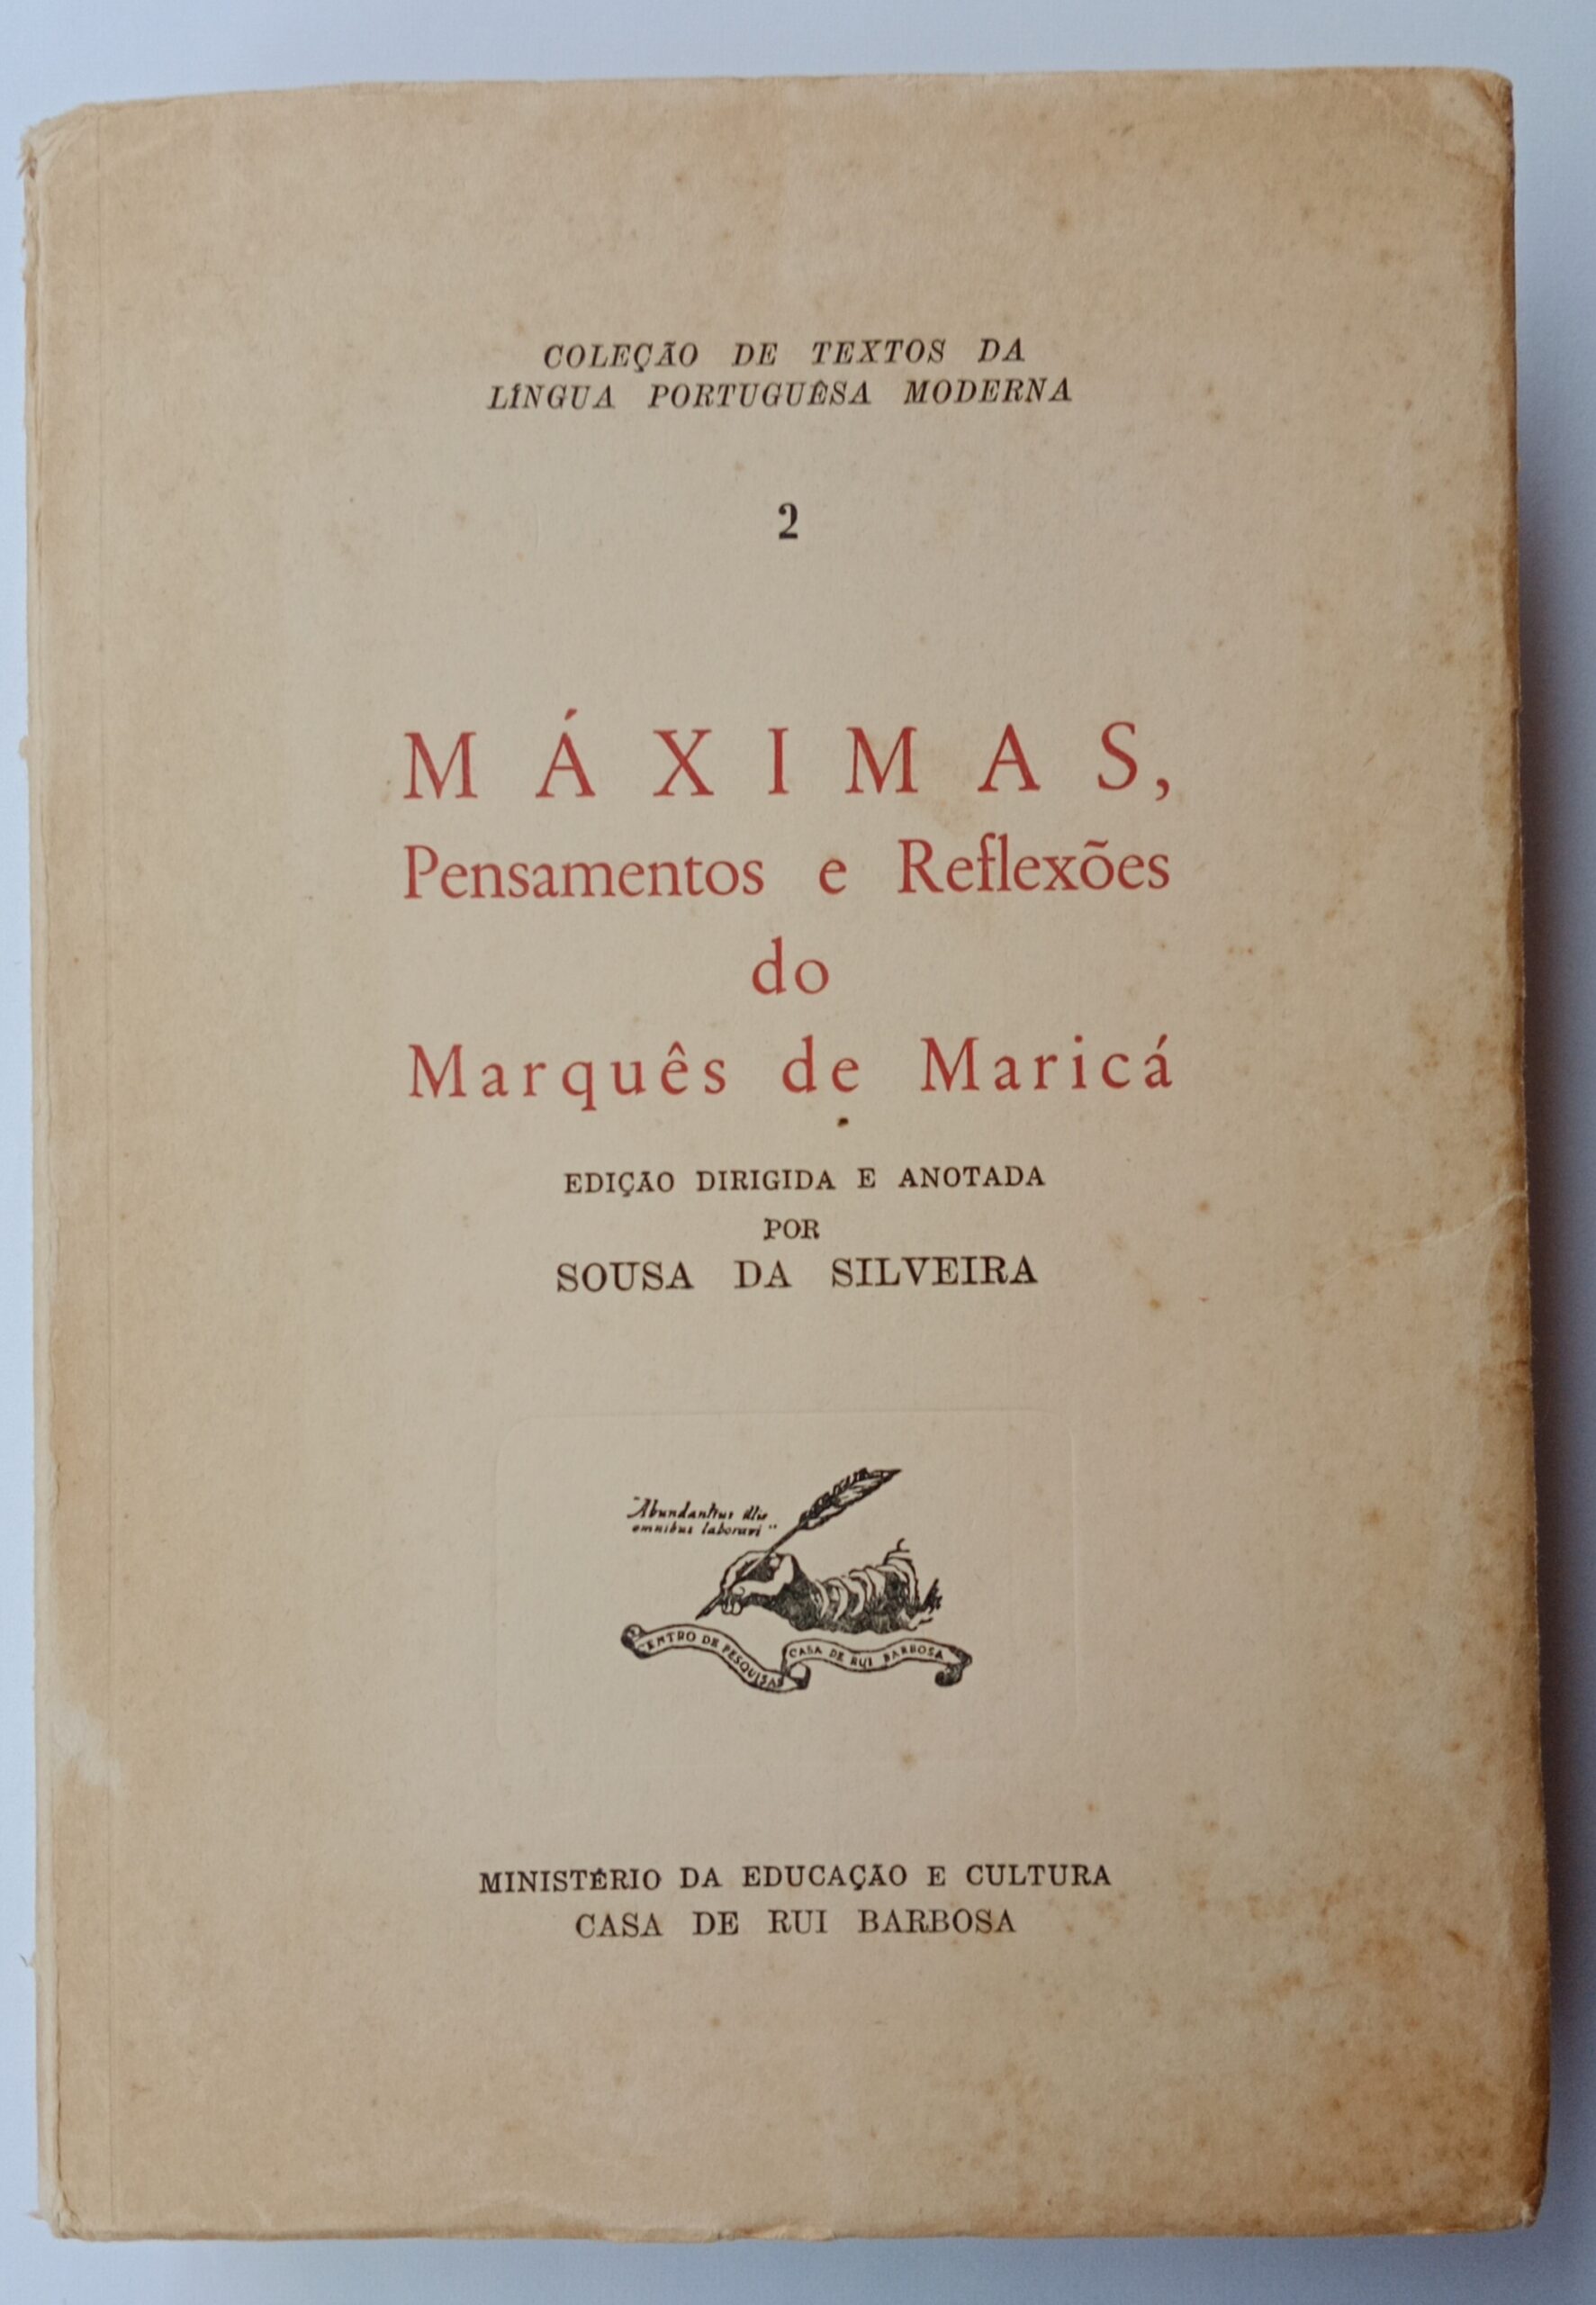 COLEÇÃO DE TEXTOS DA
LÍNGUA PORTUGUÊSA MODERNA
2
MÁXIMAS,
Pensamentos e Reflexões
do
Marquês de Maricá
EDIÇÃO DIRIGIDA E ANOTADA
POR
SOUSA DA SILVEIRA
"Abundantius illis
omnibus laboravi"
CENTRO DE PESQUISAS
CASA DE RUI BARBOSA
MINISTÉRIO DA EDUCAÇÃO E CULTURA
CASA DE RUI BARBOSA